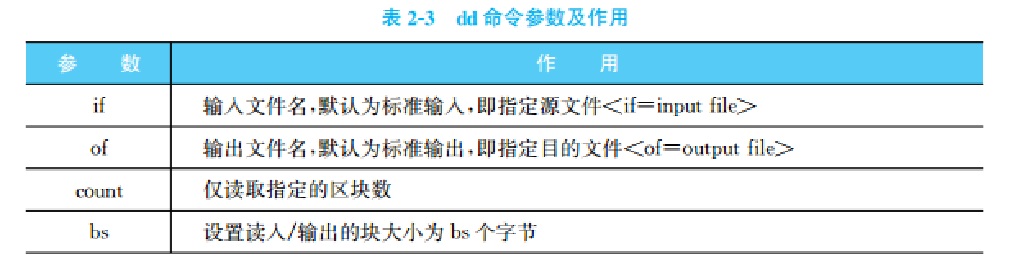 表 2-3 dd 命令参数及作用
参 数 作 用
if 输入文件名,默认为标准输入,即指定源文件<if=input file>
of 输出文件名,默认为标准输出,即指定目的文件<of=output file>
count 仅读取指定的区块数
bs 设置读入/输出的块大小为 bs 个字节